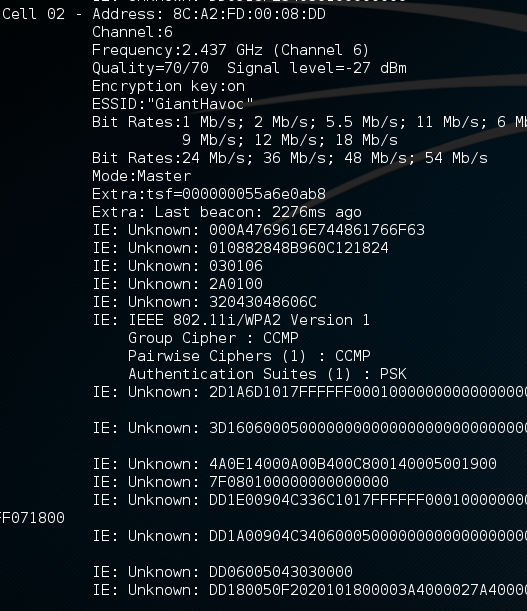 Cell 02 - Address: 8C:A2:FD:00:08:DD
Channel:6
Frequency:2.437 GHz (Channel 6)
Quality=70/70  Signal level=-27 dBm
Encryption key:on
ESSID:"GiantHavoc"
Bit Rates:1 Mb/s; 2 Mb/s; 5.5 Mb/s; 11 Mb/s; 6 M
9 Mb/s; 12 Mb/s; 18 Mb/s
Bit Rates:24 Mb/s; 36 Mb/s; 48 Mb/s; 54 Mb/s
Mode:Master
Extra:tsf=000000055a6e0ab8
Extra: Last beacon: 2276ms ago
IE: Unknown: 000A4769616E744861766F63
IE: Unknown: 010882848B960C121824
IE: Unknown: 030106
IE: Unknown: 2A0100
IE: Unknown: 32043048606C
IE: IEEE 802.11i/WPA2 Version 1
Group Cipher : CCMP
Pairwise Ciphers (1) : CCMP
Authentication Suites (1) : PSK
IE: Unknown:
IE: Unknown:
IE: Unknown: 4A0E14000A00B400C800140005001900
IE: Unknown: 7F080100000000000000
IE: Unknown:
F071800
IE: Unknown:
IE: Unknown: DD06005043030000
IE: Unknown: DD180050F2020101800003A4000027A40000